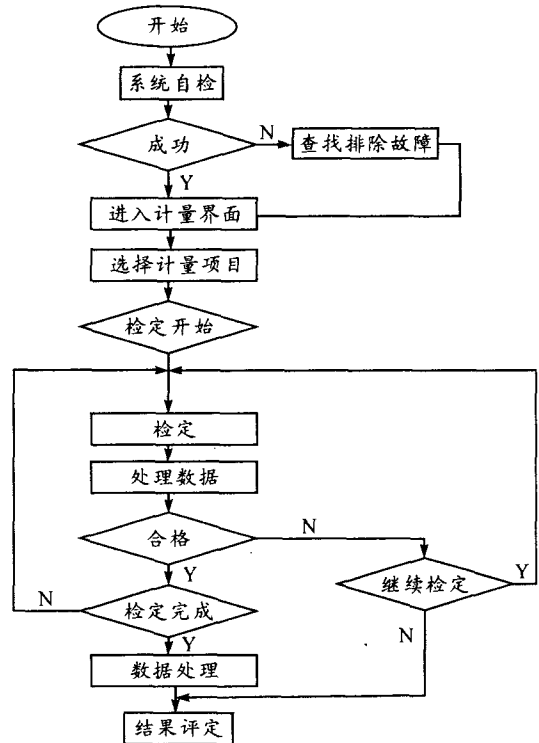 开始
系统自检
成功
N
查找排除故障
Y
进入计量界面
选择计量项目
检定开始
检定
处理数据
合格
N
Y
继续检定
Y
N
检定完成
N
Y
数据处理
结果评定